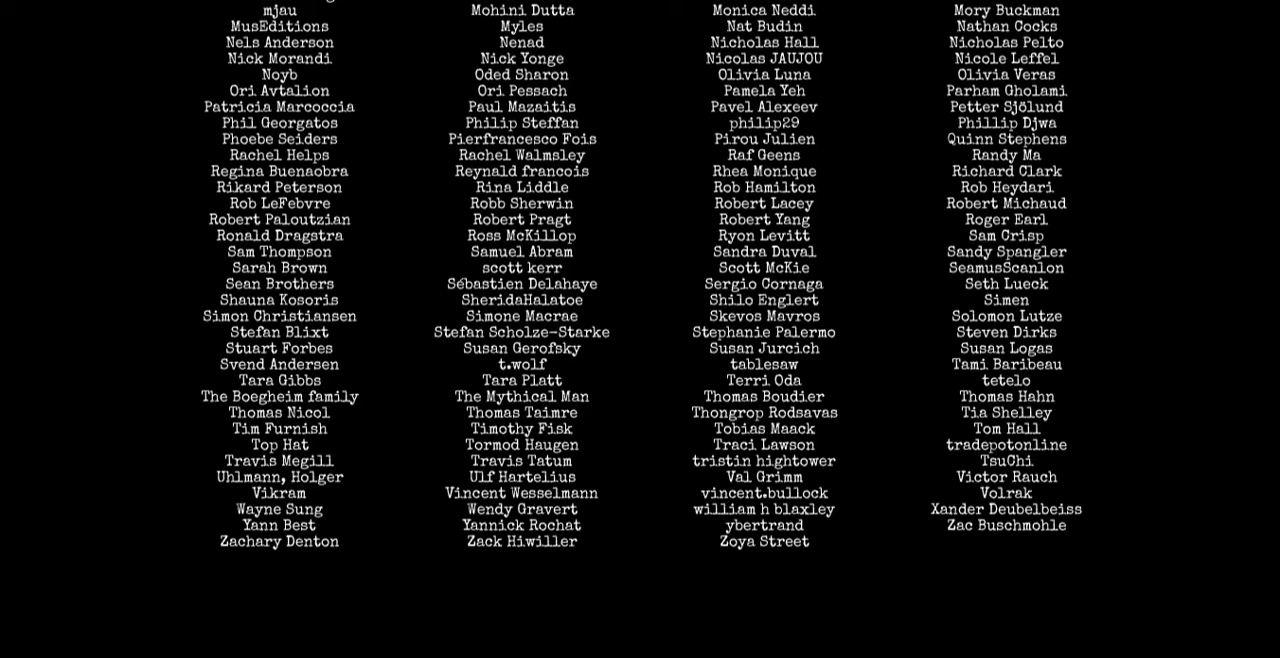 mjau Mohini Dutta Monica Neddi Mory Buckman
MusEditions Myles Nat Budin Nathan Cocks
Nels Anderson Nenad Nicholas Hall Nicholas Pelto
Nick Morandi Nick Yonge Nicolas JAUJOU Nicole Leffel
Noyb Oded Sharon Olivia Luna Olivia Veras
Ori Avtalion Ori Pessach Pamela Yeh Parham Gholami
Patricia Marcoccia Paul Mazaitis Pavel Alexeev Petter Sjölund
Phil Georgatos Philip Steffan philip29 Phillip Djwa
Phoebe Seiders Pierfrancesco Fois Pirou Julien Quinn Stephens
Rachel Helps Rachel Walmsley Raf Geens Randy Ma
Regina Buenaobra Reynald francois Rhea Monique Richard Clark
Rikard Peterson Rina Liddle Rob Hamilton Rob Heydari
Rob LeFebvre Robb Sherwin Robert Lacey Robert Michaud
Robert Paloutzian Robert Pragt Robert Yang Roger Earl
Ronald Dragstra Ross McKillop Ryon Levitt Sam Crisp
Sam Thompson Samuel Abram Sandra Duval Sandy Spangler
Sarah Brown scott kerr Scott McKie SeamusScanlon
Sean Brothers Sébastien Delahaye Sergio Cornaga Seth Lueck
Shauna Kosoris SheridaHalatoe Shilo Englert Simen
Simon Christiansen Simone Macrae Skevos Mavros Solomon Lutze
Stefan Blixt Stefan Scholze-Starke Stephanie Palermo Steven Dirks
Stuart Forbes Susan Gerofsky Susan Jurcich Susan Logas
Svend Andersen t.wolf tablesaw Tami Baribeau
Tara Gibbs Tara Platt Terri Oda tetelo
The Boegheim family The Mythical Man Thomas Boudier Thomas Hahn
Thomas Nicol Thomas Taimre Thongrop Rodsavas Tia Shelley
Tim Furnish Timothy Fisk Tobias Maack Tom Hall
Top Hat Tormod Haugen Traci Lawson tradepotonline
Travis Megill Travis Tatum tristin hightower TsuChi
Uhlmann, Holger Ulf Hartelius Val Grimm Victor Rauch
Vikram Vincent Wesselmann vincent.bullock Volrak
Wayne Sung Wendy Gravert william h blaxley Xander Deubelbeiss
Yann Best Yannick Rochat ybertrand Zac Buschmohle
Zachary Denton Zack Hiwiller Zoya Street